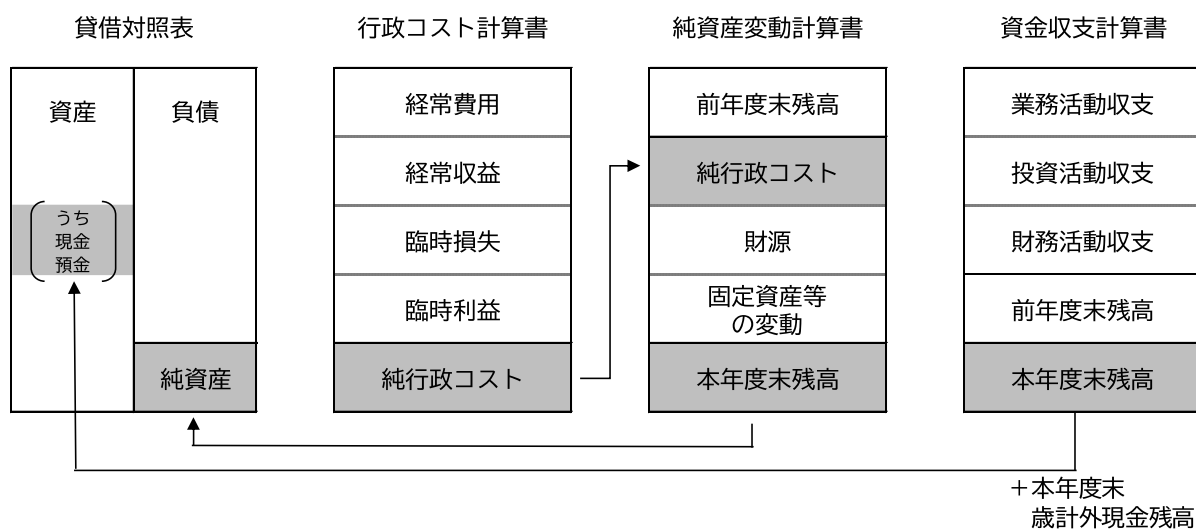 貸借対照表
資産
負債
うち
現金
預金
純資産
行政コスト計算書
経常費用
経常収益
臨時損失
臨時利益
純行政コスト
純資産変動計算書
前年度末残高
純行政コスト
財源
固定資産等
の変動
本年度末残高
資金収支計算書
業務活動収支
投資活動収支
財務活動収支
前年度末残高
本年度末残高
＋本年度末
歳計外現金残高